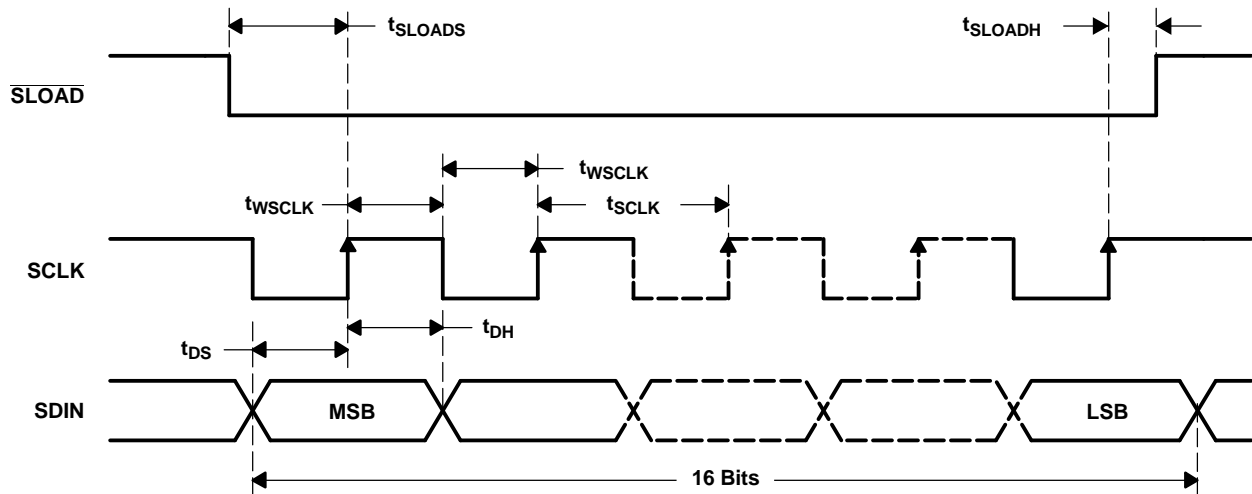 tSLOADS
tSLOADH
SLOAD
tWSCLK
tWSCLK
tSCLK
SCLK
tDH
tDS
SDIN
MSB
LSB
16 Bits